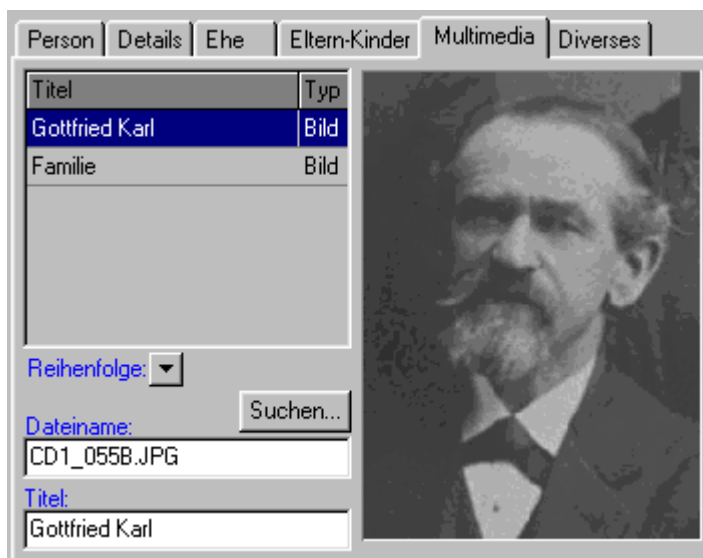 Person Details Ehe Eltern-Kinder Multimedia Diverses
Titel Typ
Gottfried Karl Bild
Familie Bild
Reihenfolge:
Suchen...
Dateiname:
CD1_055B.JPG
Titel:
Gottfried Karl